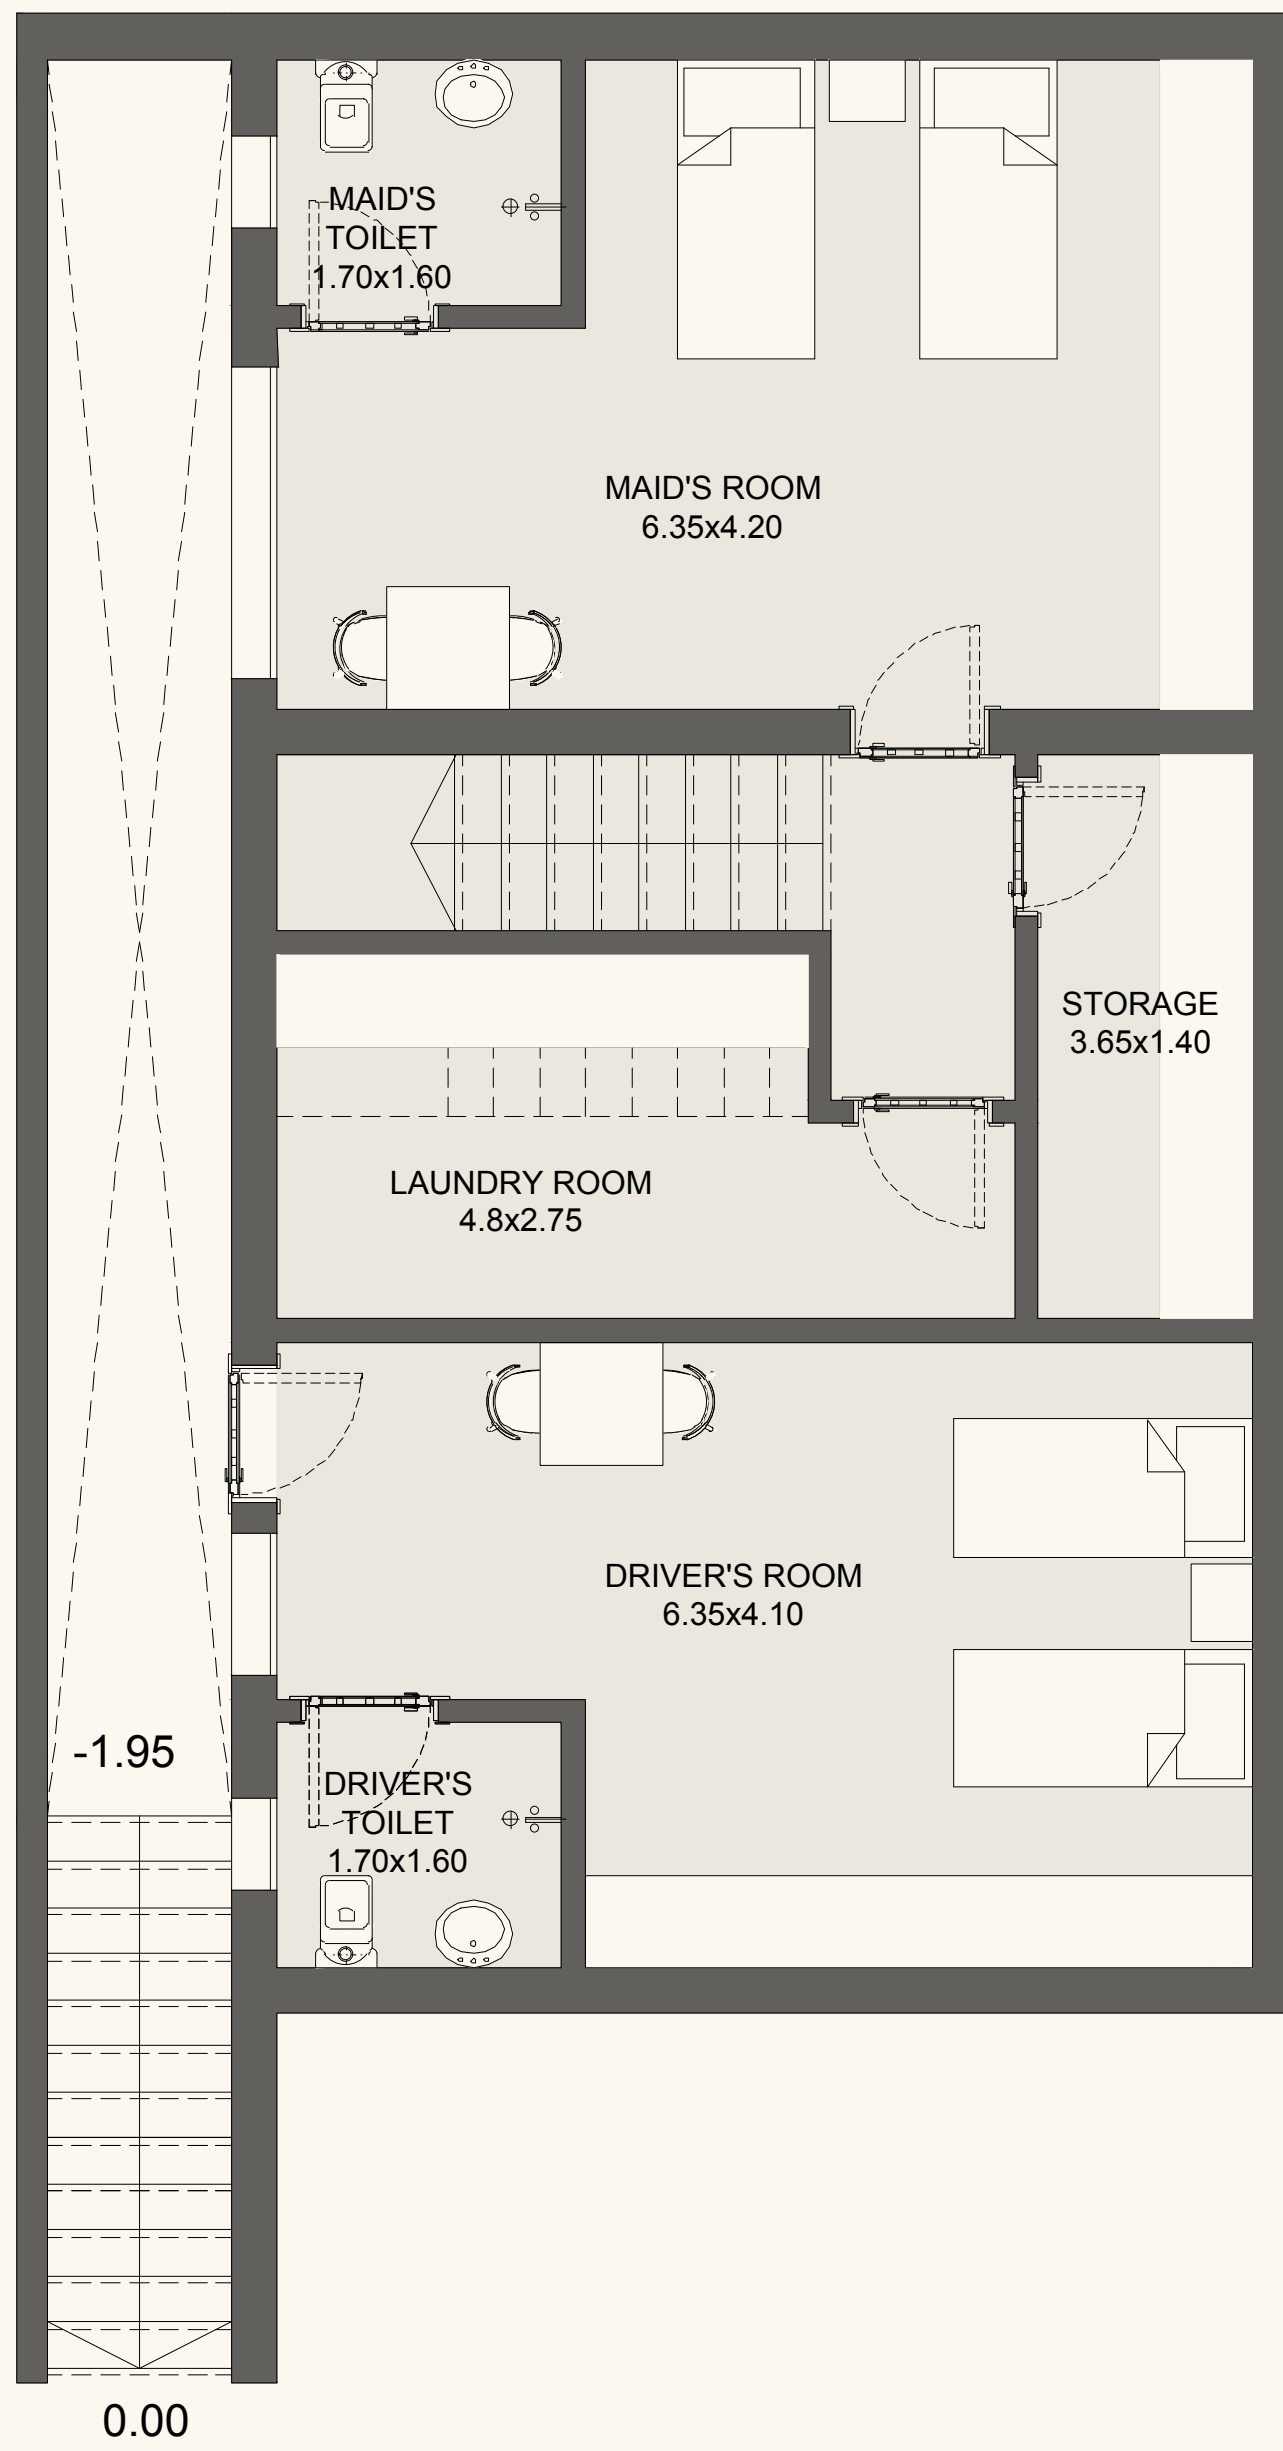 MAID'S
TOILET
1.70x1.60
MAID'S ROOM
6.35x4.20
STORAGE
3.65x1.40
LAUNDRY ROOM
4.8x2.75
DRIVER'S ROOM
6.35x4.10
-1.95
DRIVER'S
TOILET
1.70x1.60
0.00